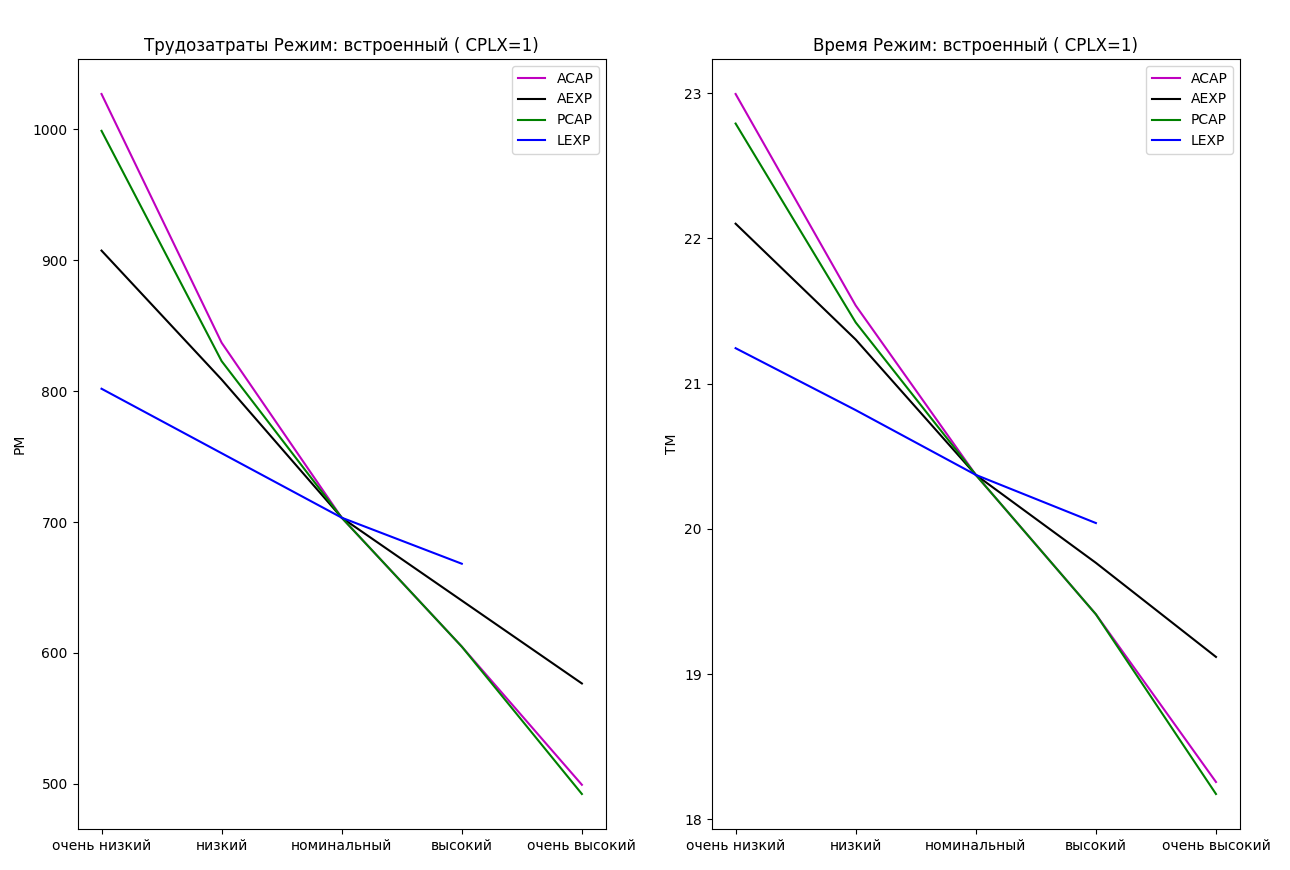 Трудозатраты Режим: встроенный ( CPLX=1)
ACAP
AEXP
PCAP
LEXP
1000
900
800
700
600
500
PM
очень низкий
низкий
номинальный
высокий
очень высокий
Время Режим: встроенный ( CPLX=1)
ACAP
AEXP
PCAP
LEXP
23
22
21
20
19
18
TM
очень низкий
низкий
номинальный
высокий
очень высокий